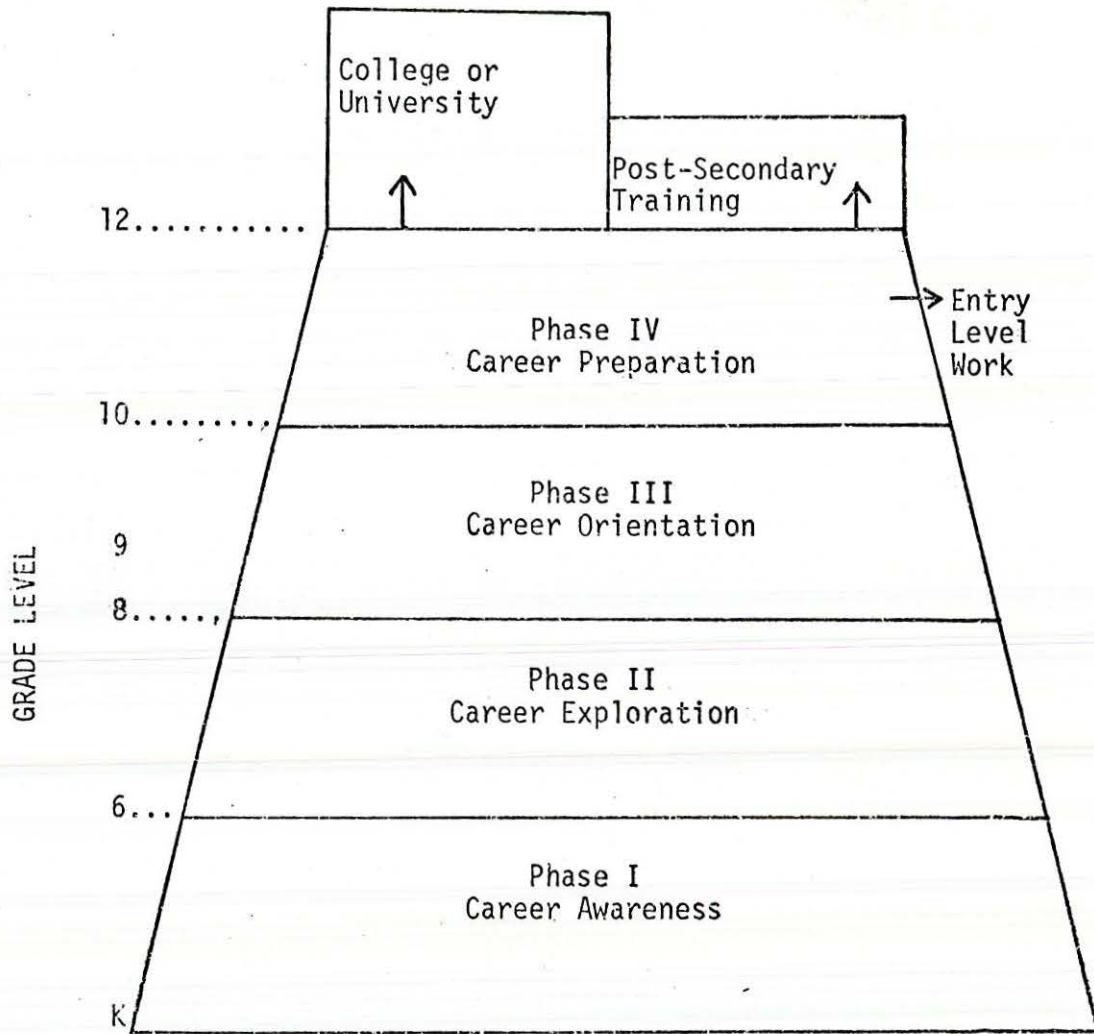 College or
University
Post-Secondary
Training
12...........
Entry
Level
Work
Phase IV
Career Preparation
10.........
Phase III
Career Orientation
9
8......
GRADE LEVEL
Phase II
Career Exploration
6...
Phase I
Career Awareness
K